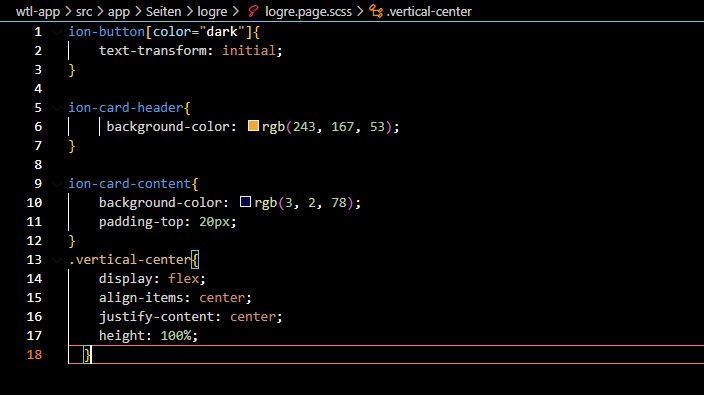 wtl-app > src > app > Seiten > logre > logre.page.scss > .vertical-center
1 ion-button[color="dark"]{
2     text-transform: initial;
3 }
4
5 ion-card-header{
6      background-color: rgb(243, 167, 53);
7 }
8
9 ion-card-content{
10     background-color: rgb(3, 2, 78);
11     padding-top: 20px;
12 }
13 .vertical-center{
14     display: flex;
15     align-items: center;
16     justify-content: center;
17     height: 100%;
18   }